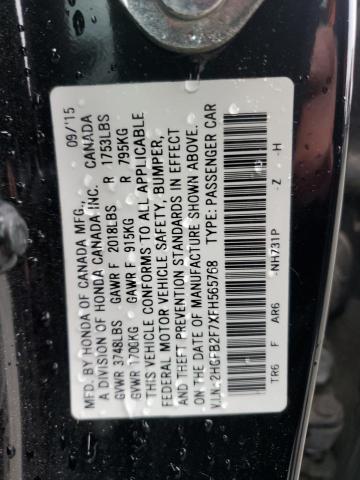 MFD. BY HONDA OF CANADA MFG., CANADA 09/'15
A DIVISION OF HONDA CANADA INC.
GVWR 3748LBS GAWR F 2018LBS R 1753LBS
GVWR 1700KG GAWR F 915KG R 795KG
THIS VEHICLE CONFORMS TO ALL APPLICABLE
FEDERAL MOTOR VEHICLE SAFETY, BUMPER,
AND THEFT PREVENTION STANDARDS IN EFFECT
ON THE DATE OF MANUFACTURE SHOWN ABOVE.
V.I.N.:2HGFB2F7XFH565768 TYPE:PASSENGER CAR
TR6 F AR6 -NH731P -Z -H